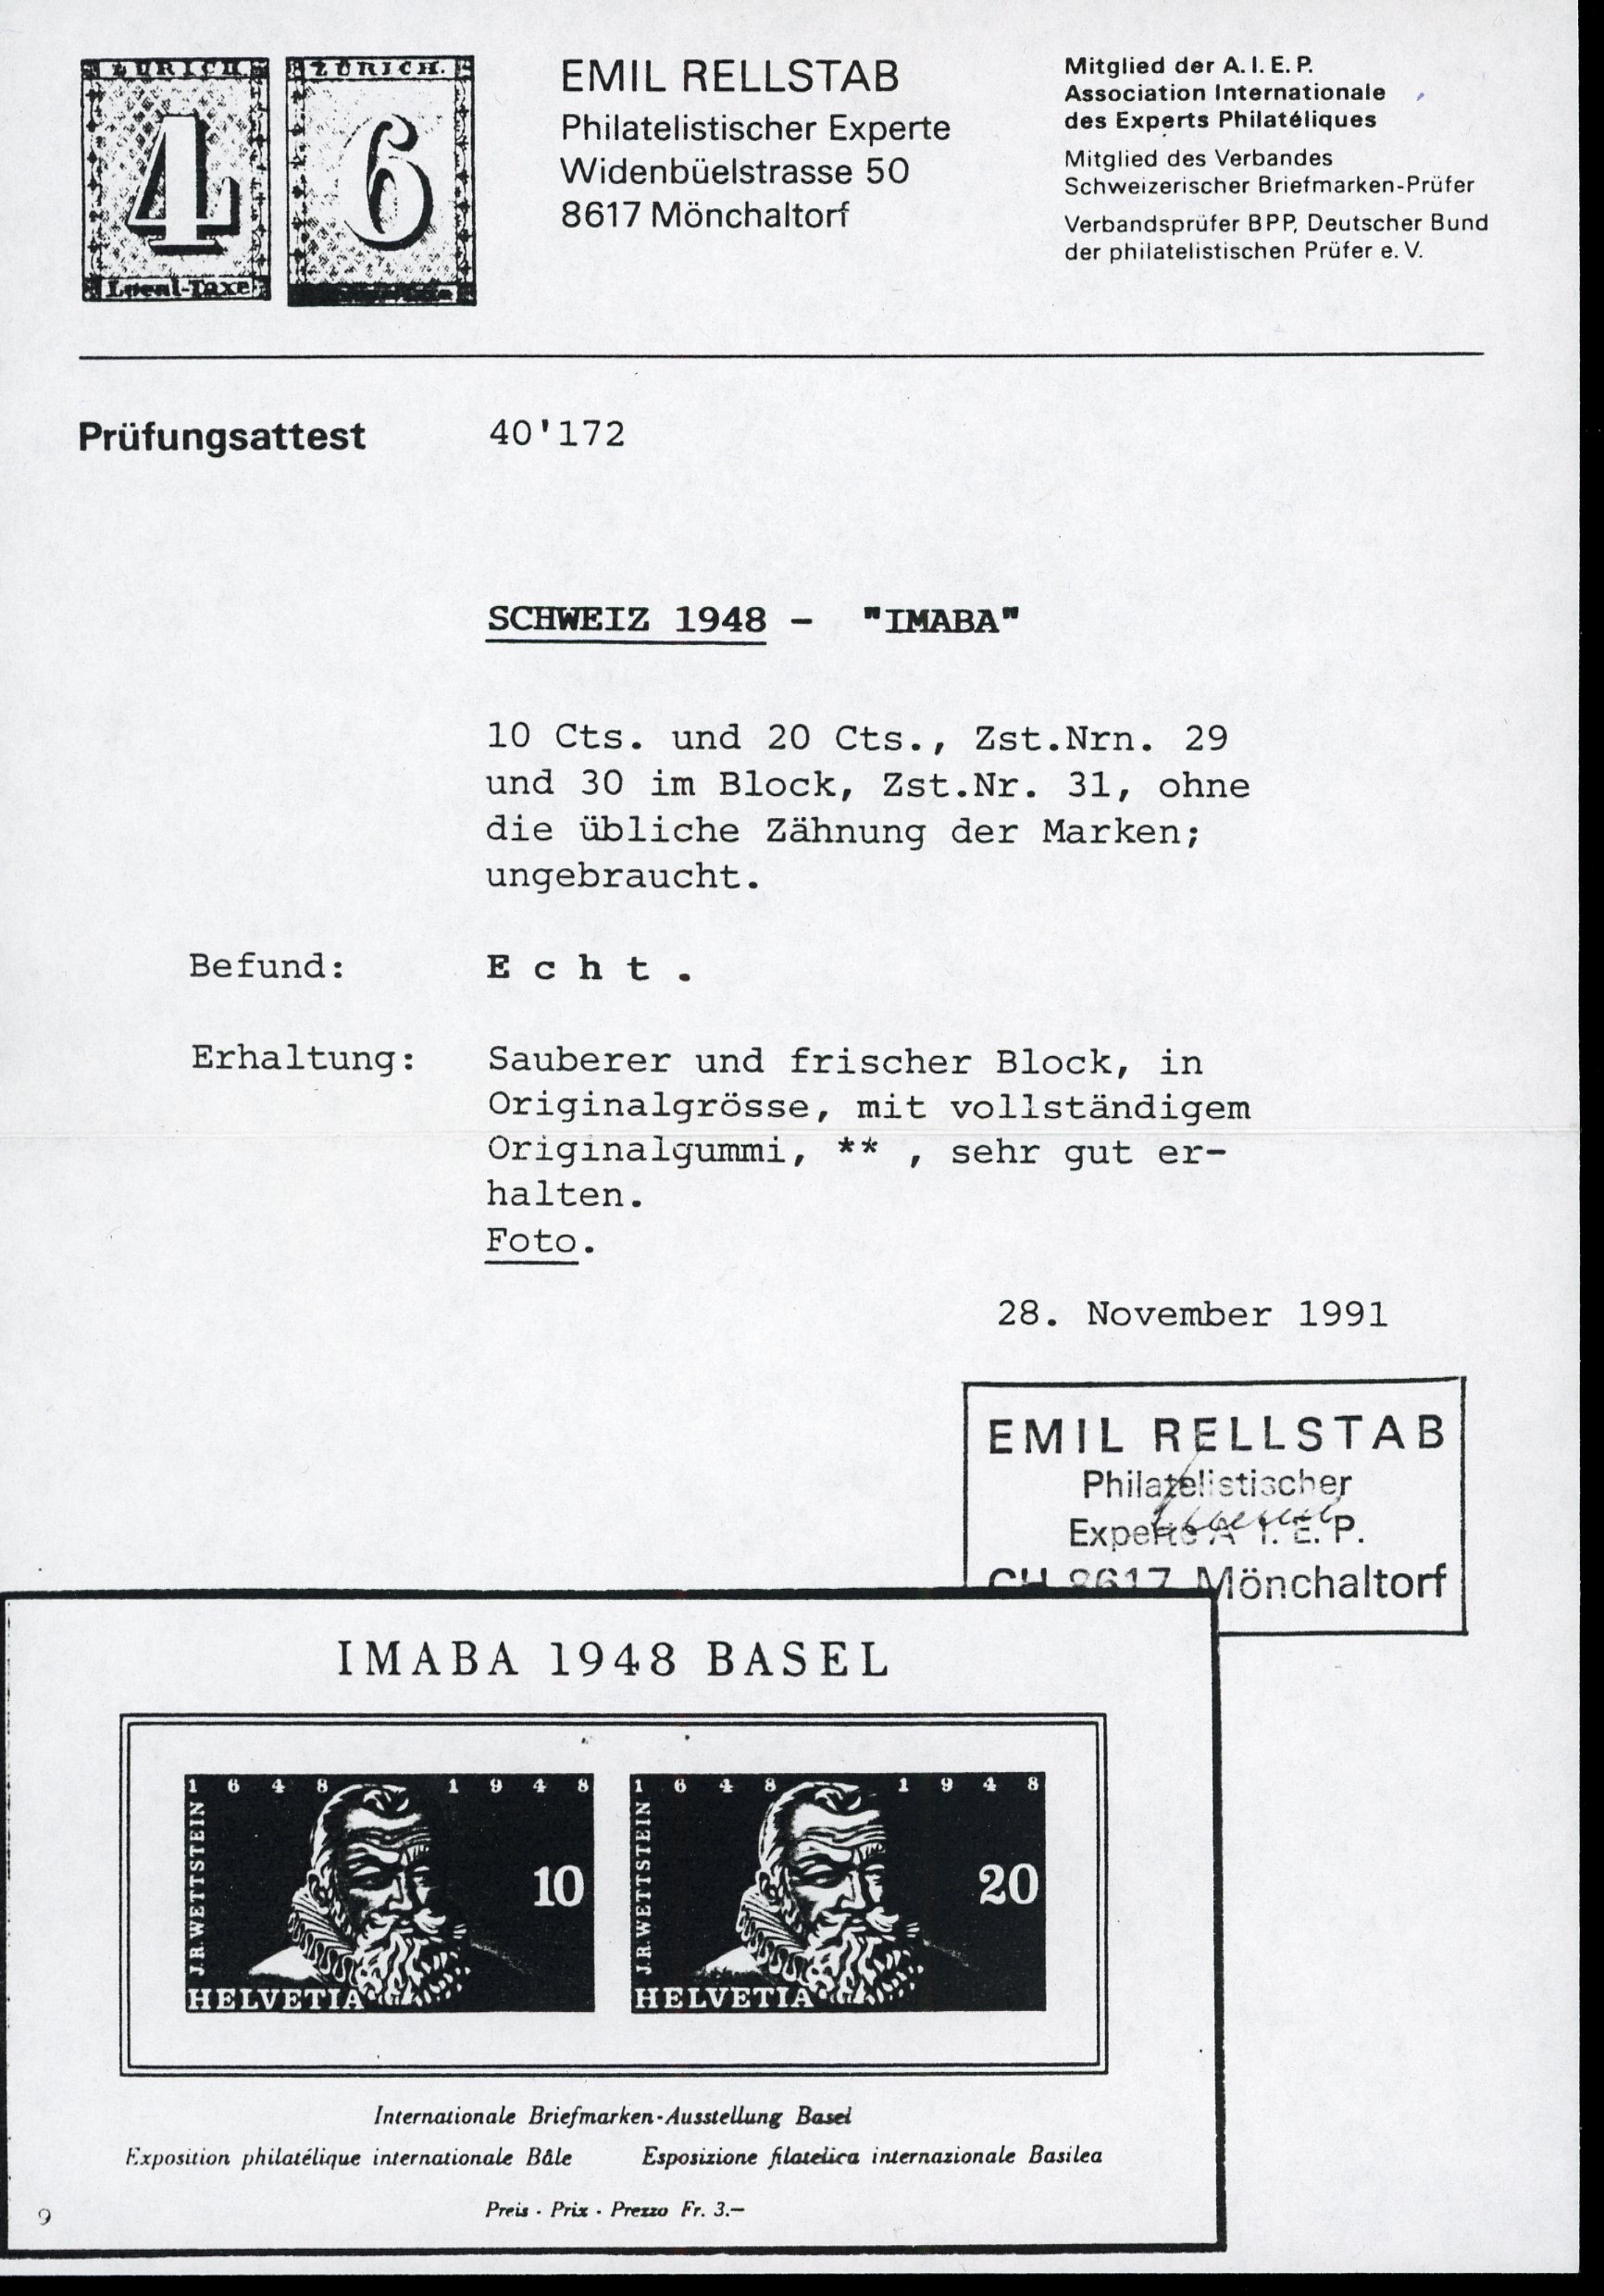 ZÜRICH.
4
Local-Taxe
ZÜRICH.
6
EMIL RELLSTAB
Philatelistischer Experte
Widenbüelstrasse 50
8617 Mönchaltorf
Mitglied der A. I. E. P.
Association Internationale
des Experts Philatéliques
Mitglied des Verbandes
Schweizerischer Briefmarken-Prüfer
Verbandsprüfer BPP, Deutscher Bund
der philatelistischen Prüfer e. V.
Prüfungsattest 40'172
SCHWEIZ 1948 - "IMABA"
10 Cts. und 20 Cts., Zst.Nrn. 29
und 30 im Block, Zst.Nr. 31, ohne
die übliche Zähnung der Marken;
ungebraucht.
Befund: E c h t .
Erhaltung: Sauberer und frischer Block, in
Originalgrösse, mit vollständigem
Originalgummi, ** , sehr gut er-
halten.
Foto.
28. November 1991
EMIL RELLSTAB
Philatelistischer
Experte A. I. E. P.
CH 8617 Mönchaltorf
IMABA 1948 BASEL
1 6 4 8 1 9 4 8
J.R.WETTSTEIN
10
HELVETIA
1 6 4 8 1 9 4 8
J.R.WETTSTEIN
20
HELVETIA
Internationale Briefmarken-Ausstellung Basel
Exposition philatélique internationale Bâle Esposizione filatelica internazionale Basilea
Preis · Prix · Prezzo Fr. 3.—
9